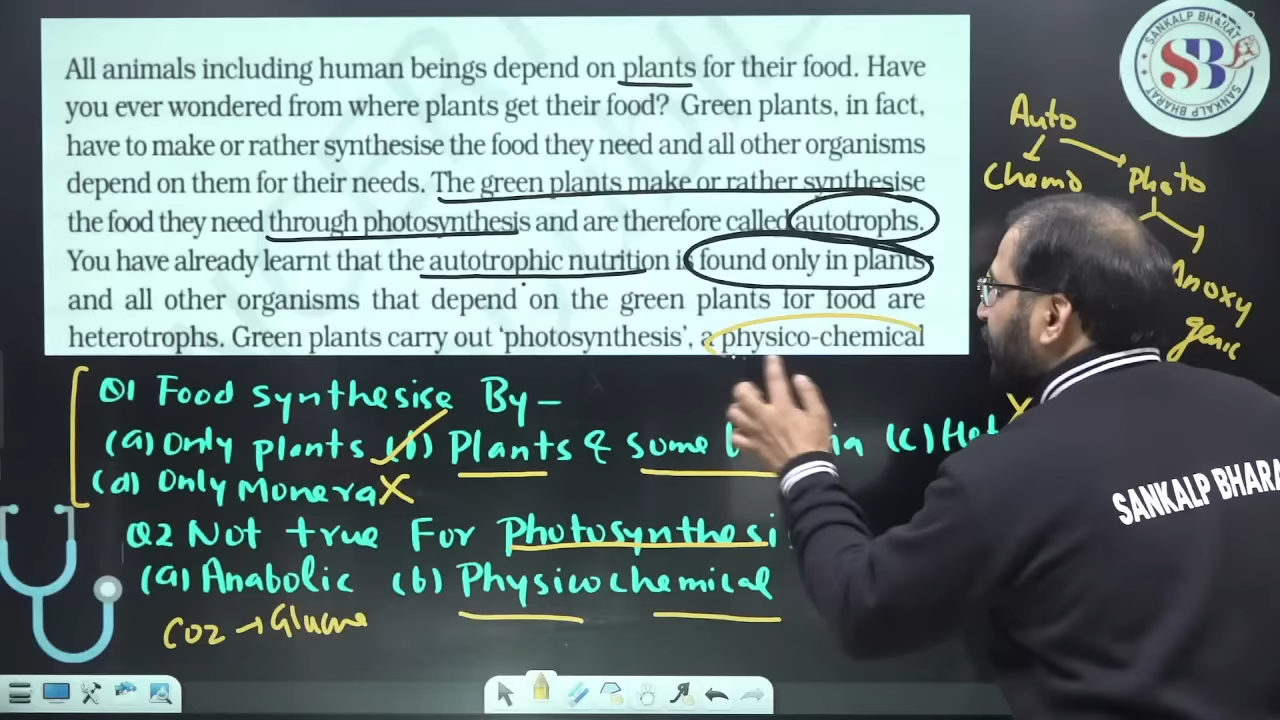 All animals including human beings depend on plants for their food. Have
you ever wondered from where plants get their food? Green plants, in fact,
have to make or rather synthesise the food they need and all other organisms
depend on them for their needs. The green plants make or rather synthesise
the food they need through photosynthesis and are therefore called autotrophs.
You have already learnt that the autotrophic nutrition is found only in plants
and all other organisms that depend on the green plants for food are
heterotrophs. Green plants carry out ‘photosynthesis’, a physico-chemical
SANKALP BHARAT
SB
SANKALP BHARAT
Auto
Chemo Photo
Anoxy
genic
Q1 Food synthesise By –
(a) Only plants (b) Plants & Some (c)
(d) Only Monera X
Q2 Not true For
(a) Anabolic (b) Physicochemical
CO2 → Glucose
SANKALP